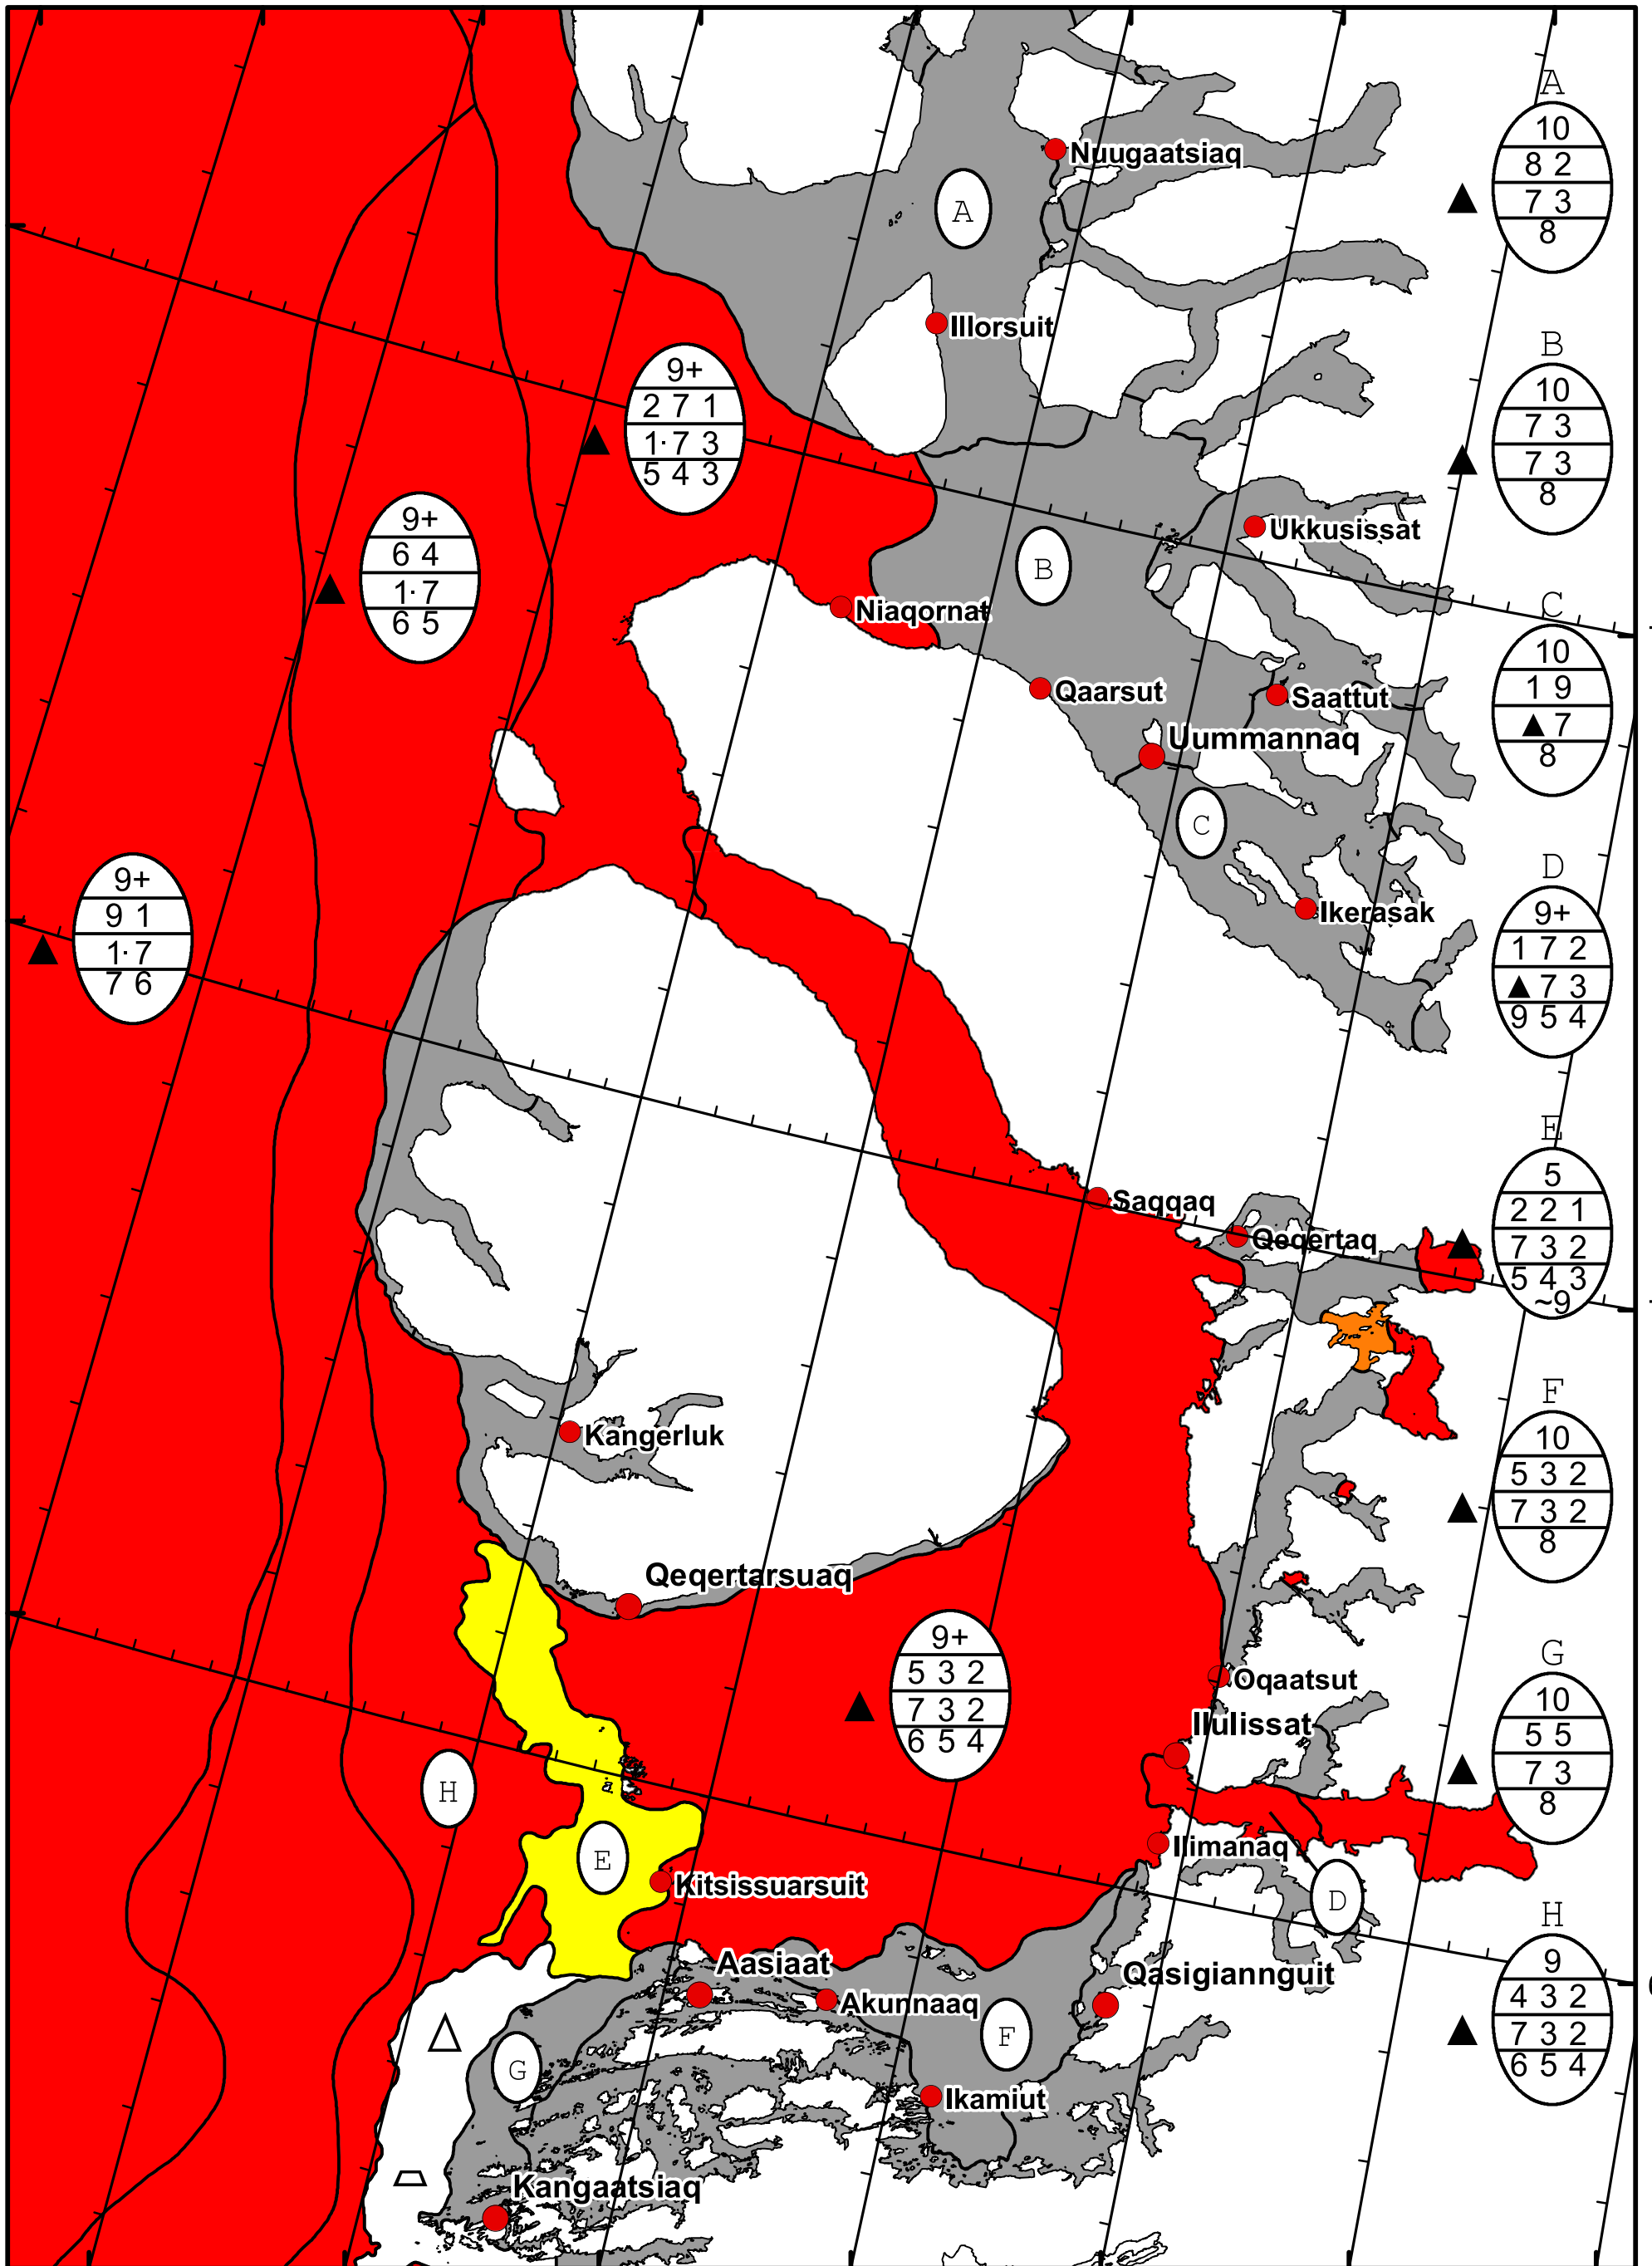 A
10
8 2
7 3
8
Nuugaatsiaq
A
Illorsuit
B
10
7 3
7 3
8
9+
2 7 1
1· 7 3
5 4 3
9+
6 4
1· 7
6 5
Ukkusissat
B
Niaqornat
C
10
1 9
▲ 7
8
Qaarsut
Saattut
Uummannaq
C
9+
9 1
1· 7
7 6
Ikerasak
D
9+
1 7 2
▲ 7 3
9 5 4
Saqqaq
Qeqertaq
E
5
2 2 1
7 3 2
5 4 3
~9
Kangerluk
F
10
5 3 2
7 3 2
8
Qeqertarsuaq
9+
5 3 2
7 3 2
6 5 4
Oqaatsut
Ilulissat
G
10
5 5
7 3
8
H
E
Ilimanaq
Kitsissuarsuit
D
Aasiaat
Akunnaaq
Qasigiannguit
F
G
Ikamiut
H
9
4 3 2
7 3 2
6 5 4
Kangaatsiaq